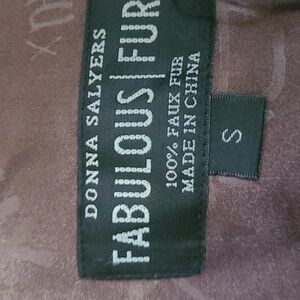 DONNA SALYERS
FABULOUS|FUR
100% FAUX FUR
MADE IN CHINA
S